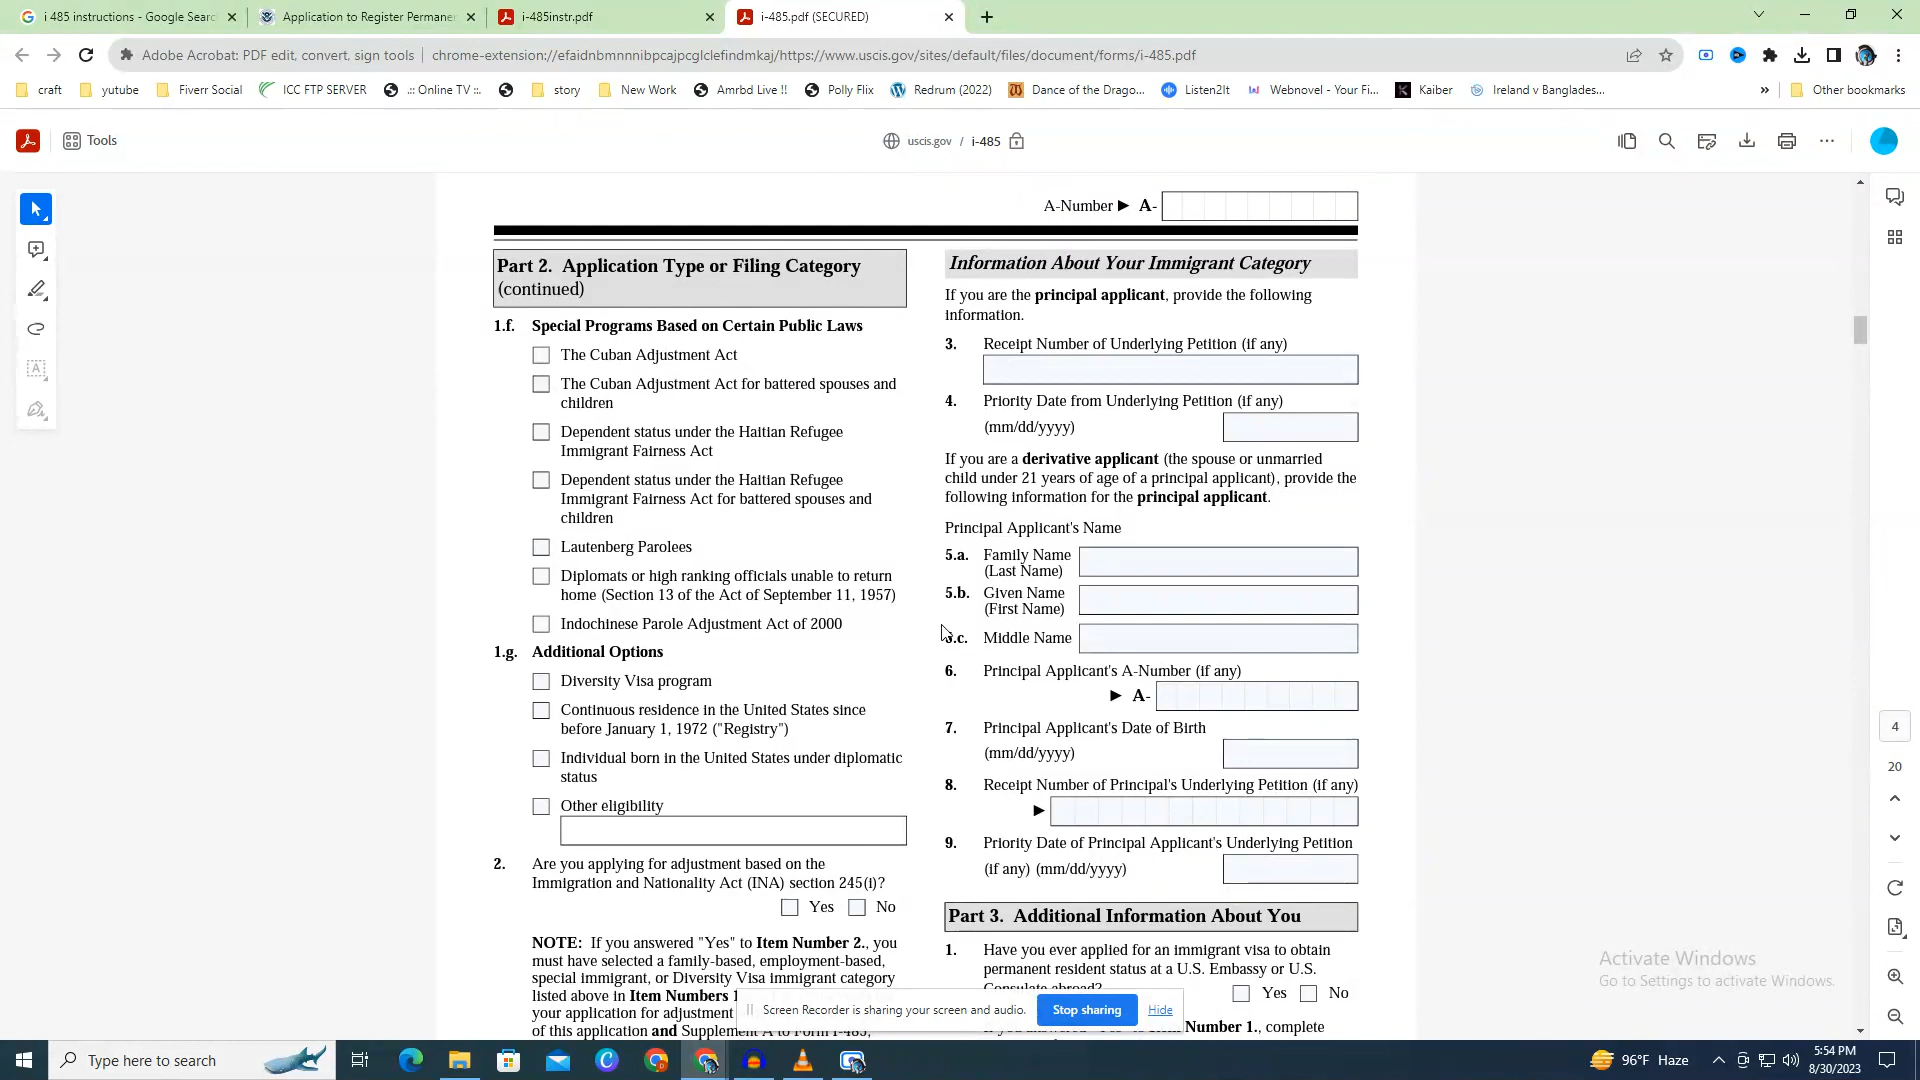 i 485 instructions - Google Searc
Application to Register Permanen
i-485instr.pdf
i-485.pdf (SECURED)
Adobe Acrobat: PDF edit, convert, sign tools
chrome-extension://efaidnbmnnnibpcajpcglclefindmkaj/https://www.uscis.gov/sites/default/files/document/forms/i-485.pdf
craft
yutube
Fiverr Social
ICC FTP SERVER
.:: Online TV ::.
story
New Work
Amrbd Live !!
Polly Flix
Redrum (2022)
Dance of the Drago...
Listen2It
Webnovel - Your Fi...
Kaiber
Ireland v Banglades...
Other bookmarks
Tools
uscis.gov / i-485
A-Number ► A-
Part 2. Application Type or Filing Category
(continued)
1.f. Special Programs Based on Certain Public Laws
The Cuban Adjustment Act
The Cuban Adjustment Act for battered spouses and
children
Dependent status under the Haitian Refugee
Immigrant Fairness Act
Dependent status under the Haitian Refugee
Immigrant Fairness Act for battered spouses and
children
Lautenberg Parolees
Diplomats or high ranking officials unable to return
home (Section 13 of the Act of September 11, 1957)
Indochinese Parole Adjustment Act of 2000
1.g. Additional Options
Diversity Visa program
Continuous residence in the United States since
before January 1, 1972 ("Registry")
Individual born in the United States under diplomatic
status
Other eligibility
2. Are you applying for adjustment based on the
Immigration and Nationality Act (INA) section 245(i)?
Yes No
NOTE: If you answered "Yes" to Item Number 2., you
must have selected a family-based, employment-based,
special immigrant, or Diversity Visa immigrant category
listed above in Item Numbers 1
your application for adjustment
of this application and Supplement A to Form I-485,
Information About Your Immigrant Category
If you are the principal applicant, provide the following
information.
3. Receipt Number of Underlying Petition (if any)
4. Priority Date from Underlying Petition (if any)
(mm/dd/yyyy)
If you are a derivative applicant (the spouse or unmarried
child under 21 years of age of a principal applicant), provide the
following information for the principal applicant.
Principal Applicant's Name
5.a. Family Name
(Last Name)
5.b. Given Name
(First Name)
.c. Middle Name
6. Principal Applicant's A-Number (if any)
► A-
7. Principal Applicant's Date of Birth
(mm/dd/yyyy)
8. Receipt Number of Principal's Underlying Petition (if any)
►
9. Priority Date of Principal Applicant's Underlying Petition
(if any) (mm/dd/yyyy)
Part 3. Additional Information About You
1. Have you ever applied for an immigrant visa to obtain
permanent resident status at a U.S. Embassy or U.S.
Consulate abroad?
Yes No
Number 1., complete
4
20
Activate Windows
Go to Settings to activate Windows.
Screen Recorder is sharing your screen and audio.
Stop sharing
Hide
Type here to search
96°F Haze
5:54 PM
8/30/2023